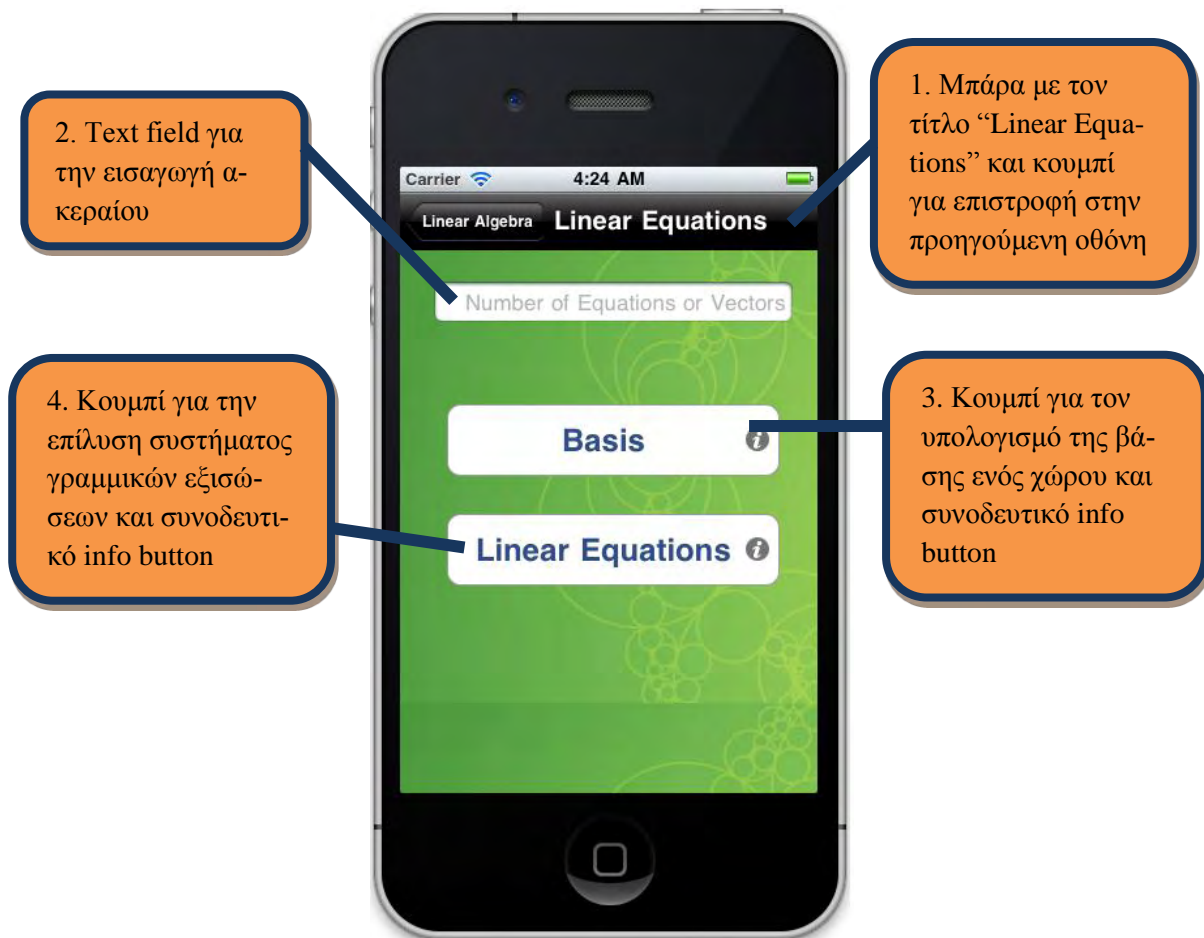 2. Text field για
την εισαγωγή α-
κεραίου
1. Μπάρα με τον
τίτλο “Linear Equa-
tions” και κουμπί
για επιστροφή στην
προηγούμενη οθόνη
Carrier 4:24 AM
Linear Algebra Linear Equations
Number of Equations or Vectors
4. Κουμπί για την
επίλυση συστήματος
γραμμικών εξισώ-
σεων και συνοδευτι-
κό info button
Basis i
Linear Equations i
3. Κουμπί για τον
υπολογισμό της βά-
σης ενός χώρου και
συνοδευτικό info
button